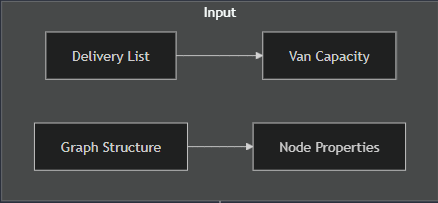 Input
Delivery List
Van Capacity
Graph Structure
Node Properties